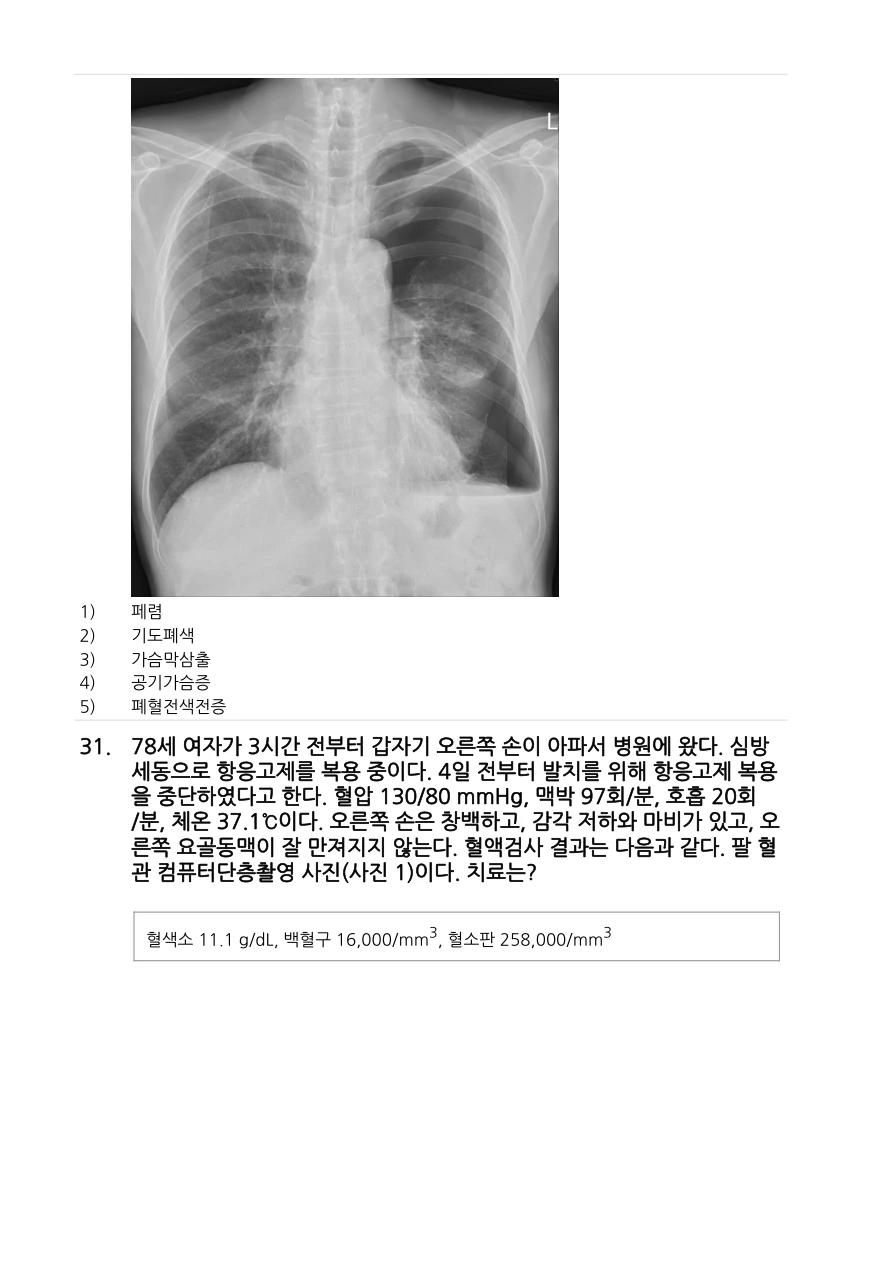 L
1) 폐렴
2) 기도폐색
3) 가슴막삼출
4) 공기가슴증
5) 폐혈전색전증
31. 78세 여자가 3시간 전부터 갑자기 오른쪽 손이 아파서 병원에 왔다. 심방
세동으로 항응고제를 복용 중이다. 4일 전부터 발치를 위해 항응고제 복용
을 중단하였다고 한다. 혈압 130/80 mmHg, 맥박 97회/분, 호흡 20회
/분, 체온 37.1℃이다. 오른쪽 손은 창백하고, 감각 저하와 마비가 있고, 오
른쪽 요골동맥이 잘 만져지지 않는다. 혈액검사 결과는 다음과 같다. 팔 혈
관 컴퓨터단층촬영 사진(사진 1)이다. 치료는?
혈색소 11.1 g/dL, 백혈구 16,000/mm³, 혈소판 258,000/mm³